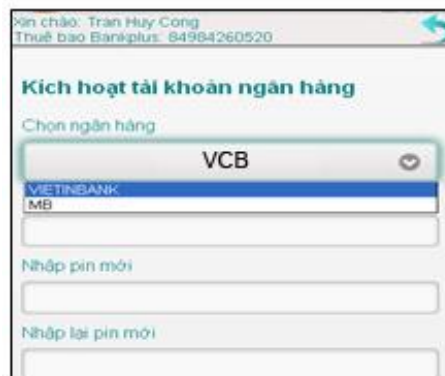 Xin chào: Tran Huy Cong
Thuê bao Bankplus: 84984260520
Kích hoạt tài khoản ngân hàng
Chọn ngân hàng
VCB
VIETINBANK
MB
Nhập pin mới
Nhập lại pin mới